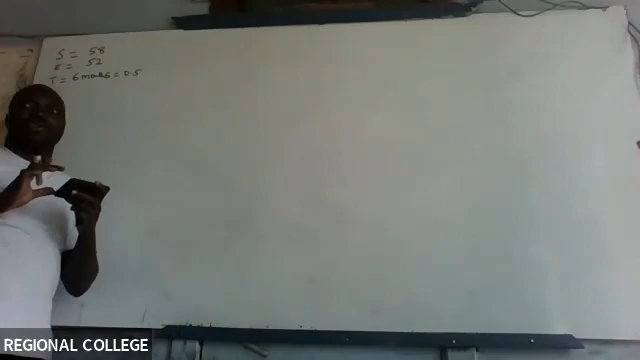 S = 58
E = 52
T = 6 months = 0.5
REGIONAL COLLEGE